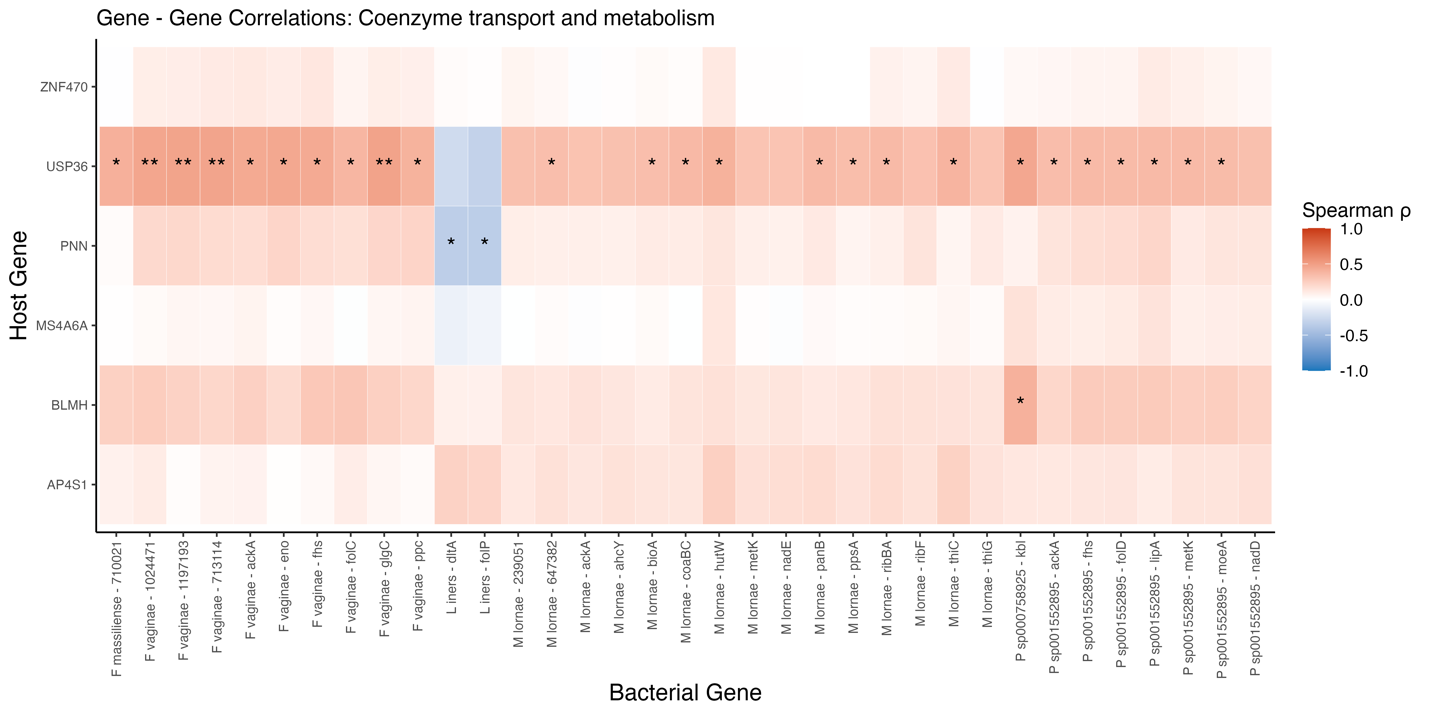 Gene - Gene Correlations: Coenzyme transport and metabolism
Host Gene
ZNF470
USP36
* ** ** ** * * * * ** * * * * * * * * * * * * * * * *
PNN
* *
MS4A6A
BLMH
*
AP4S1
F massiliense - 710021
F vaginae - 1024471
F vaginae - 1197193
F vaginae - 713114
F vaginae - ackA
F vaginae - eno
F vaginae - fhs
F vaginae - folC
F vaginae - glgC
F vaginae - ppc
L iners - dltA
L iners - folP
M lornae - 239051
M lornae - 647382
M lornae - ackA
M lornae - ahcY
M lornae - bioA
M lornae - coaBC
M lornae - hutW
M lornae - metK
M lornae - nadE
M lornae - panB
M lornae - ppsA
M lornae - ribBA
M lornae - ribF
M lornae - thiC
M lornae - thiG
P sp000758925 - kbl
P sp001552895 - ackA
P sp001552895 - fhs
P sp001552895 - folD
P sp001552895 - lipA
P sp001552895 - metK
P sp001552895 - moeA
P sp001552895 - nadD
Bacterial Gene
Spearman ρ
1.0
0.5
0.0
-0.5
-1.0